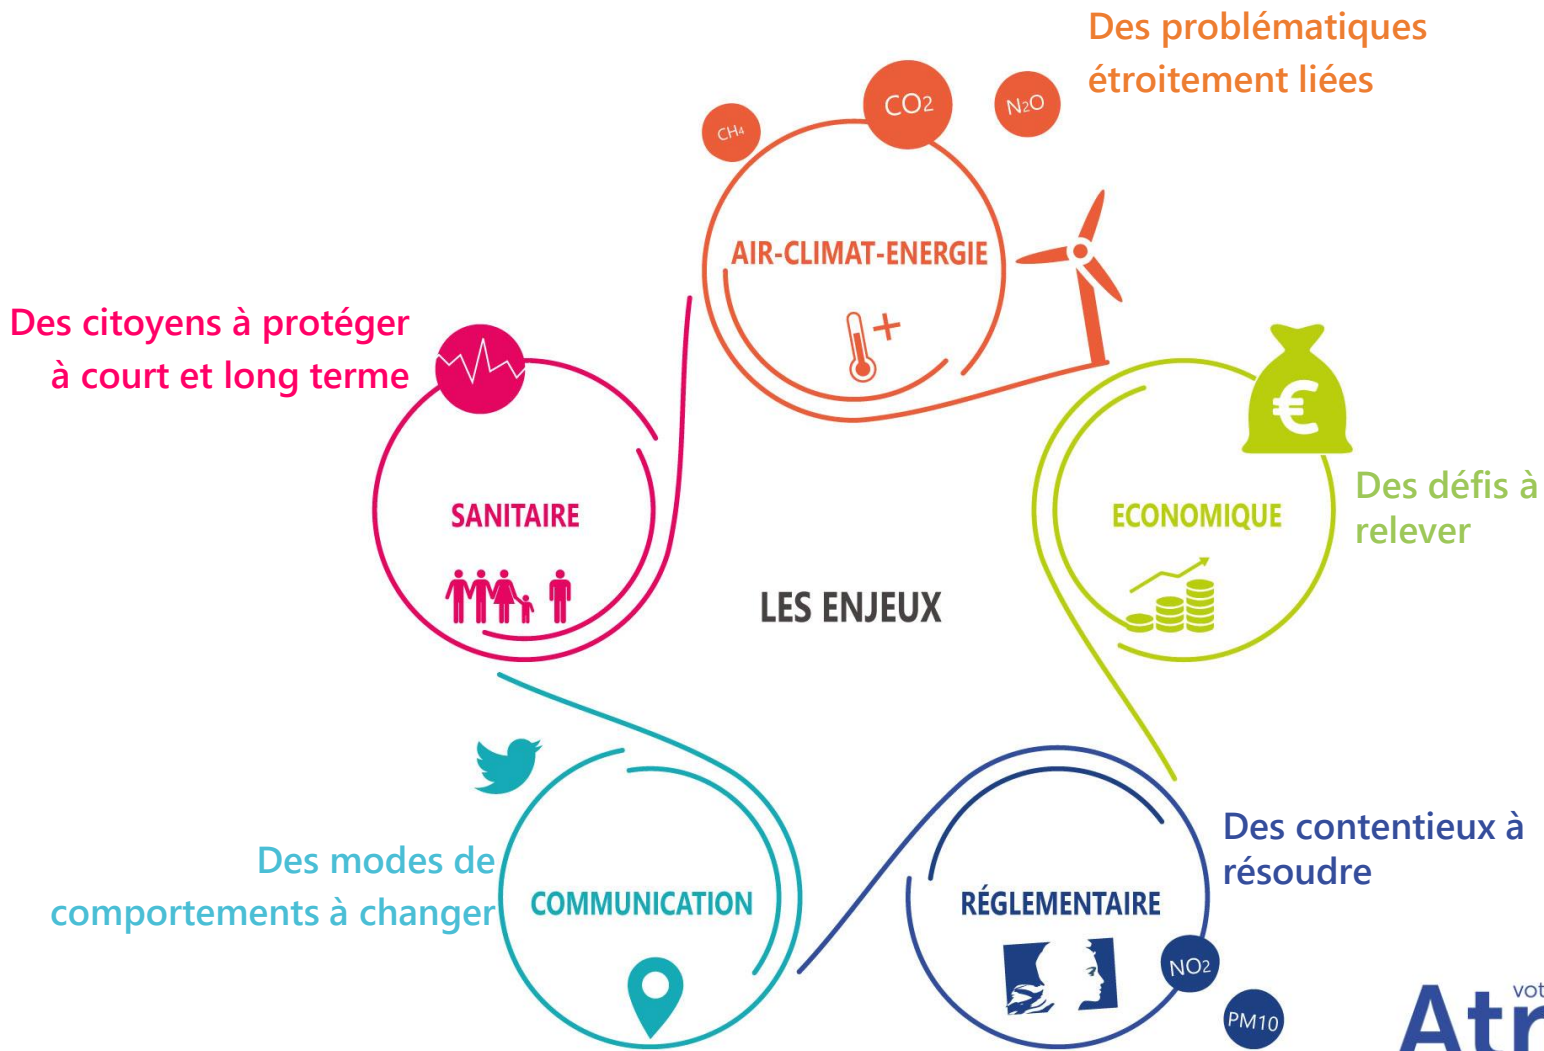 Des problématiques
étroitement liées
CO2
N2O
CH4
AIR-CLIMAT-ENERGIE
+
Des citoyens à protéger
à court et long terme
SANITAIRE
€
ECONOMIQUE
Des défis à
relever
LES ENJEUX
Des modes de
comportements à changer
COMMUNICATION
Des contentieux à
résoudre
RÉGLEMENTAIRE
NO2
PM10